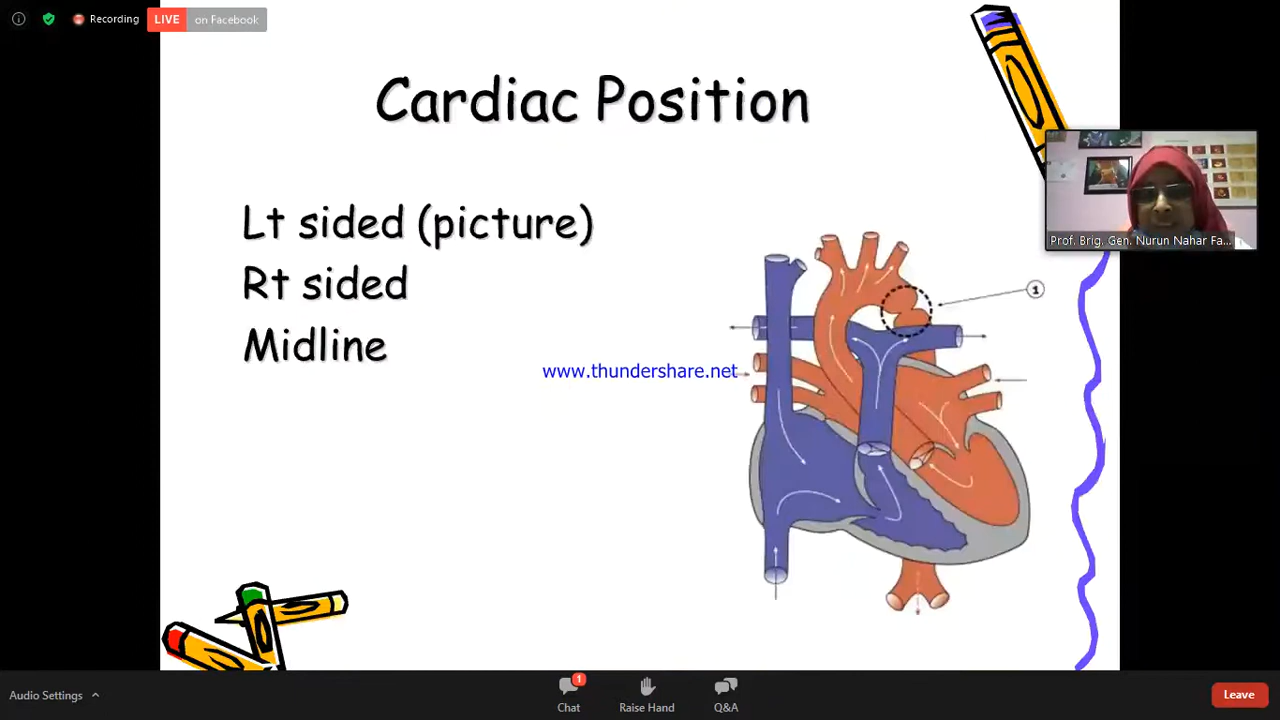 Recording
LIVE on Facebook
Cardiac Position
Lt sided (picture)
Rt sided
Midline
1
www.thundershare.net
Prof. Brig. Gen. Nurun Nahar Fa...
Audio Settings
1
Chat
Raise Hand
Q&A
Leave